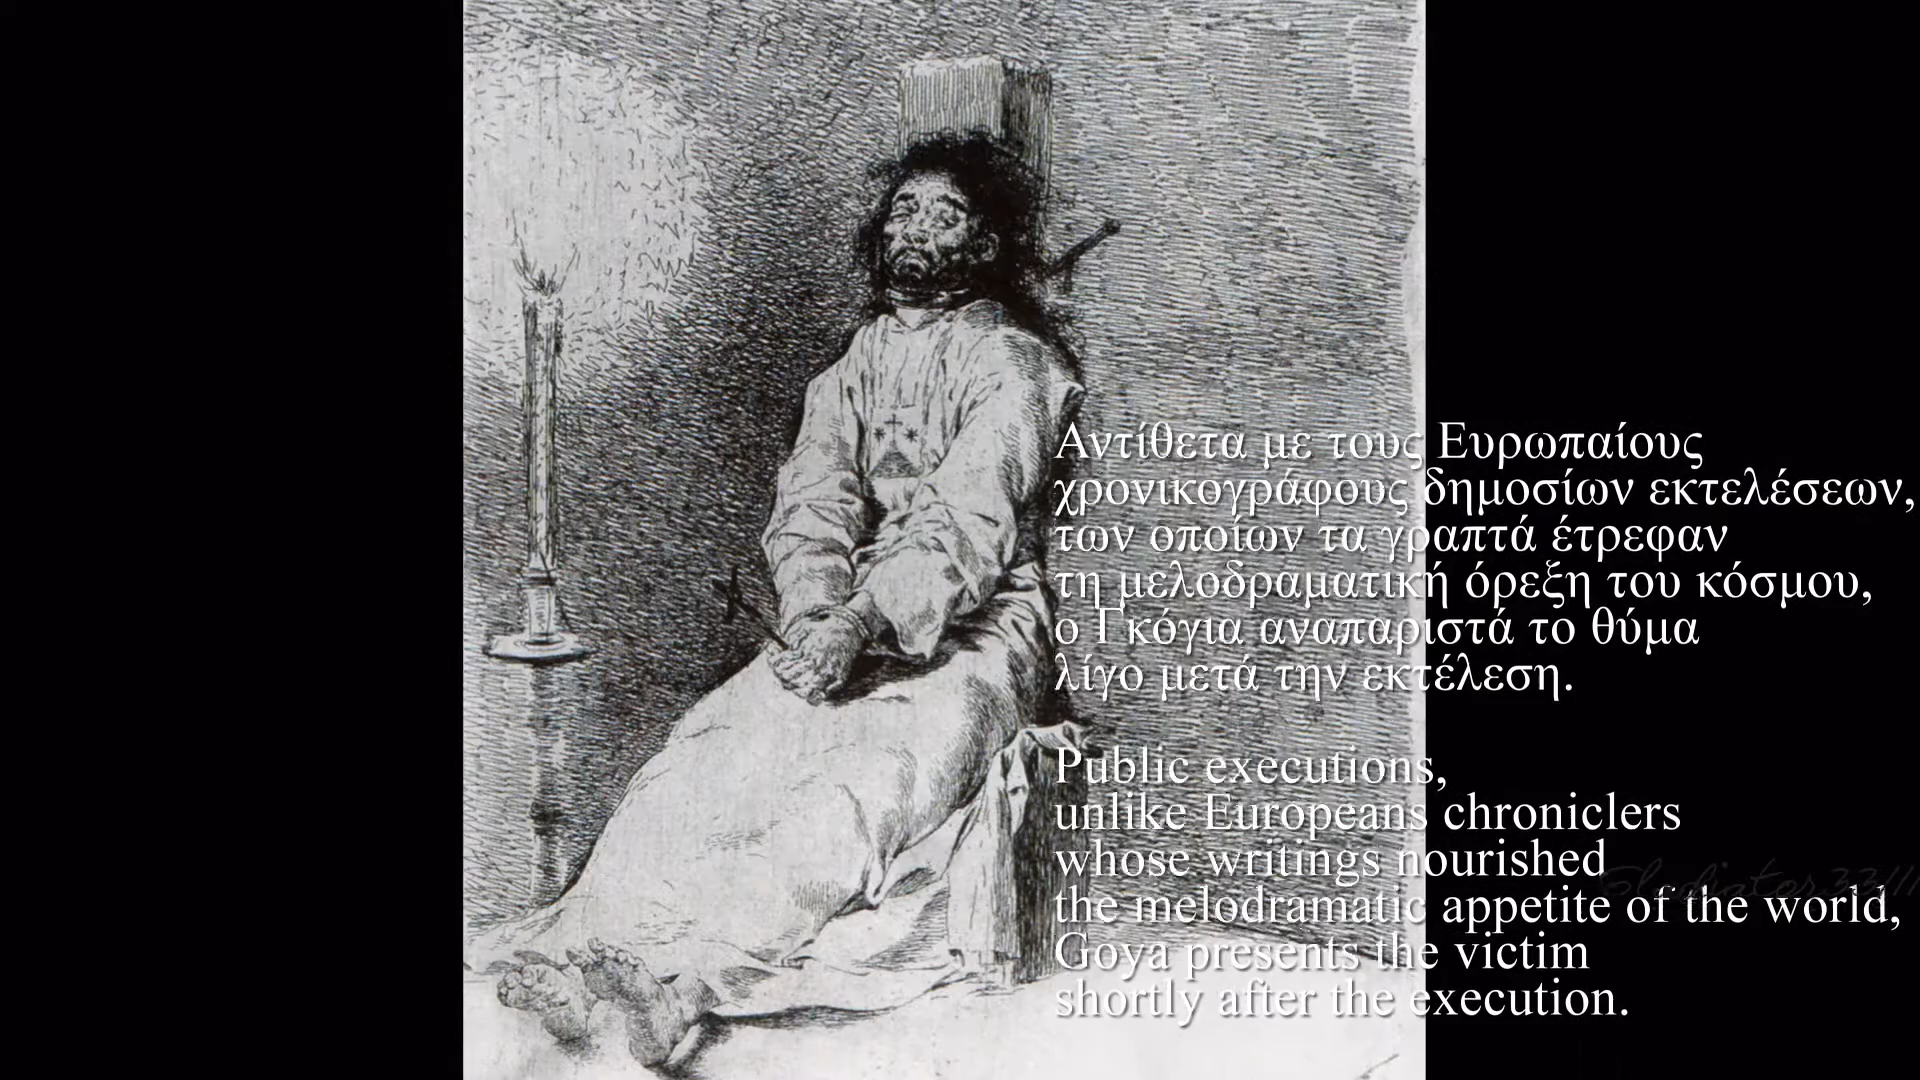 Αντίθετα με τους Ευρωπαίους
χρονικογράφους δημοσίων εκτελέσεων,
των οποίων τα γραπτά έτρεφαν
τη μελοδραματική όρεξη του κόσμου,
ο Γκόγια αναπαριστά το θύμα
λίγο μετά την εκτέλεση.
Public executions,
unlike Europeans chroniclers
whose writings nourished
the melodramatic appetite of the world,
Goya presents the victim
shortly after the execution.